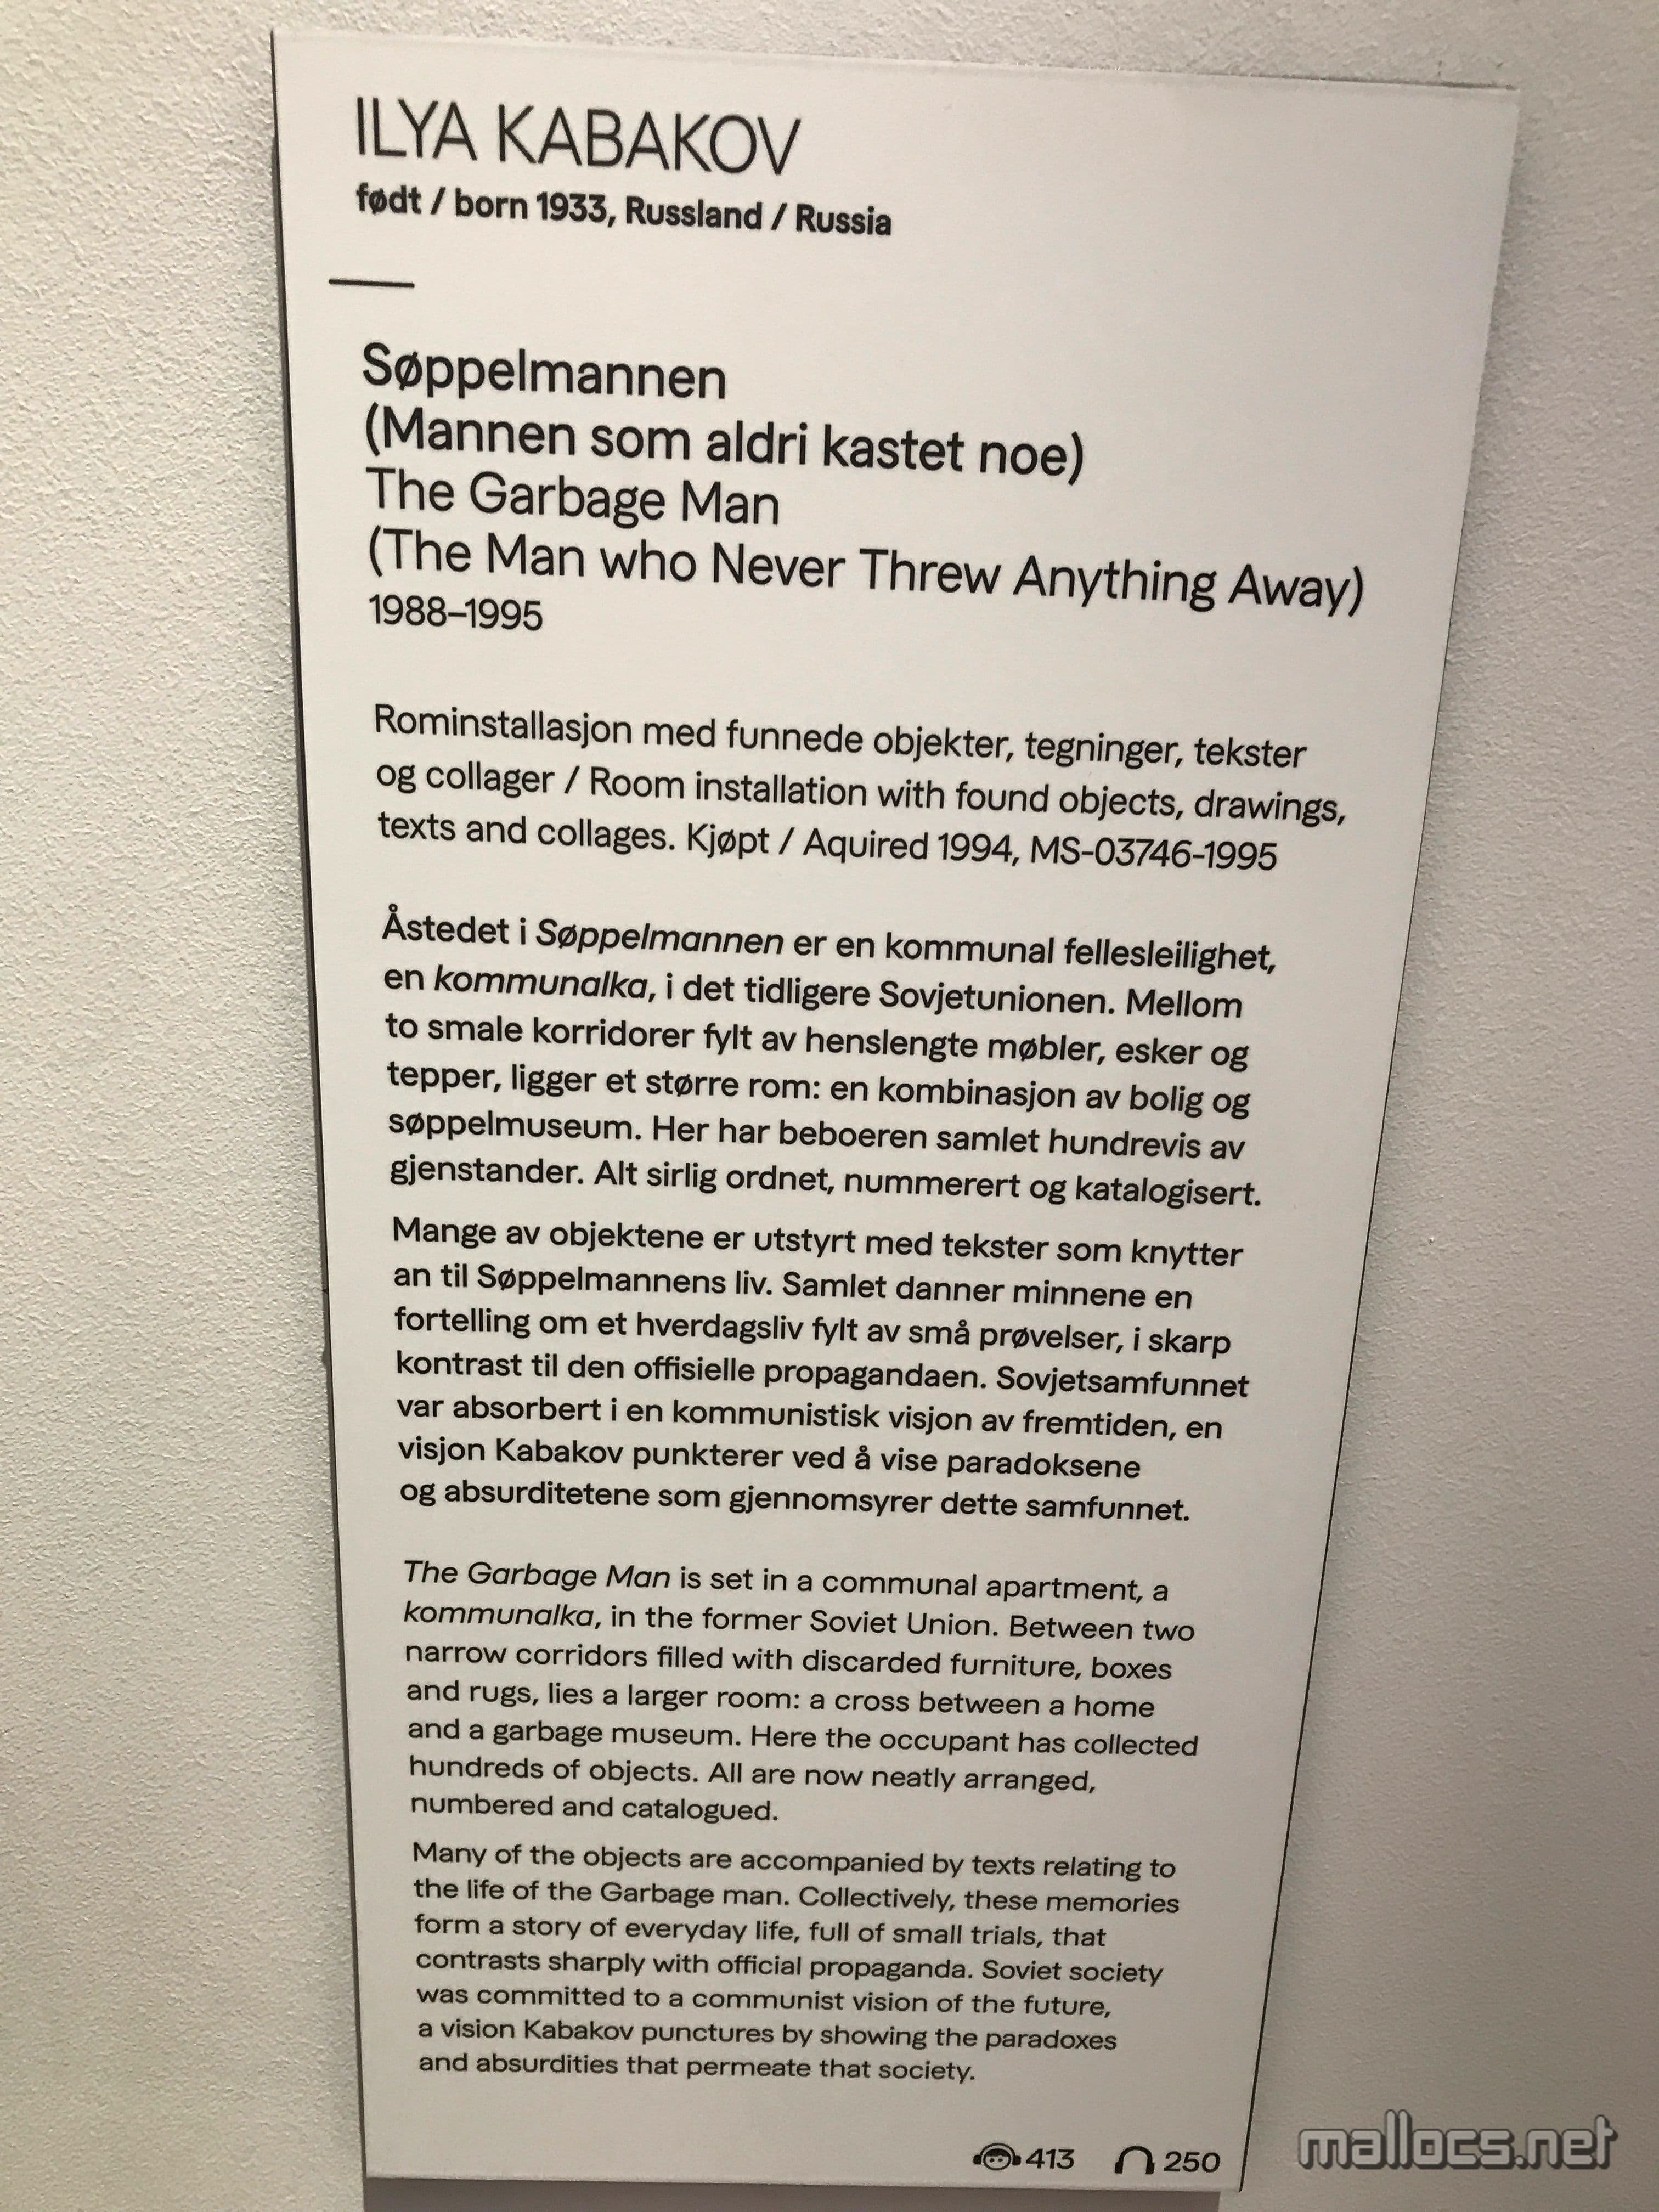 ILYA KABAKOV
født / born 1933, Russland / Russia
Søppelmannen
(Mannen som aldri kastet noe)
The Garbage Man
(The Man who Never Threw Anything Away)
1988–1995
Rominstallasjon med funnede objekter, tegninger, tekster
og collager / Room installation with found objects, drawings,
texts and collages. Kjøpt / Aquired 1994, MS-03746-1995
Åstedet i Søppelmannen er en kommunal fellesleilighet,
en kommunalka, i det tidligere Sovjetunionen. Mellom
to smale korridorer fylt av henslengte møbler, esker og
tepper, ligger et større rom: en kombinasjon av bolig og
søppelmuseum. Her har beboeren samlet hundrevis av
gjenstander. Alt sirlig ordnet, nummerert og katalogisert.
Mange av objektene er utstyrt med tekster som knytter
an til Søppelmannens liv. Samlet danner minnene en
fortelling om et hverdagsliv fylt av små prøvelser, i skarp
kontrast til den offisielle propagandaen. Sovjetsamfunnet
var absorbert i en kommunistisk visjon av fremtiden, en
visjon Kabakov punkterer ved å vise paradoksene
og absurditetene som gjennomsyrer dette samfunnet.
The Garbage Man is set in a communal apartment, a
kommunalka, in the former Soviet Union. Between two
narrow corridors filled with discarded furniture, boxes
and rugs, lies a larger room: a cross between a home
and a garbage museum. Here the occupant has collected
hundreds of objects. All are now neatly arranged,
numbered and catalogued.
Many of the objects are accompanied by texts relating to
the life of the Garbage man. Collectively, these memories
form a story of everyday life, full of small trials, that
contrasts sharply with official propaganda. Soviet society
was committed to a communist vision of the future,
a vision Kabakov punctures by showing the paradoxes
and absurdities that permeate that society.
413 250
mallocs.net